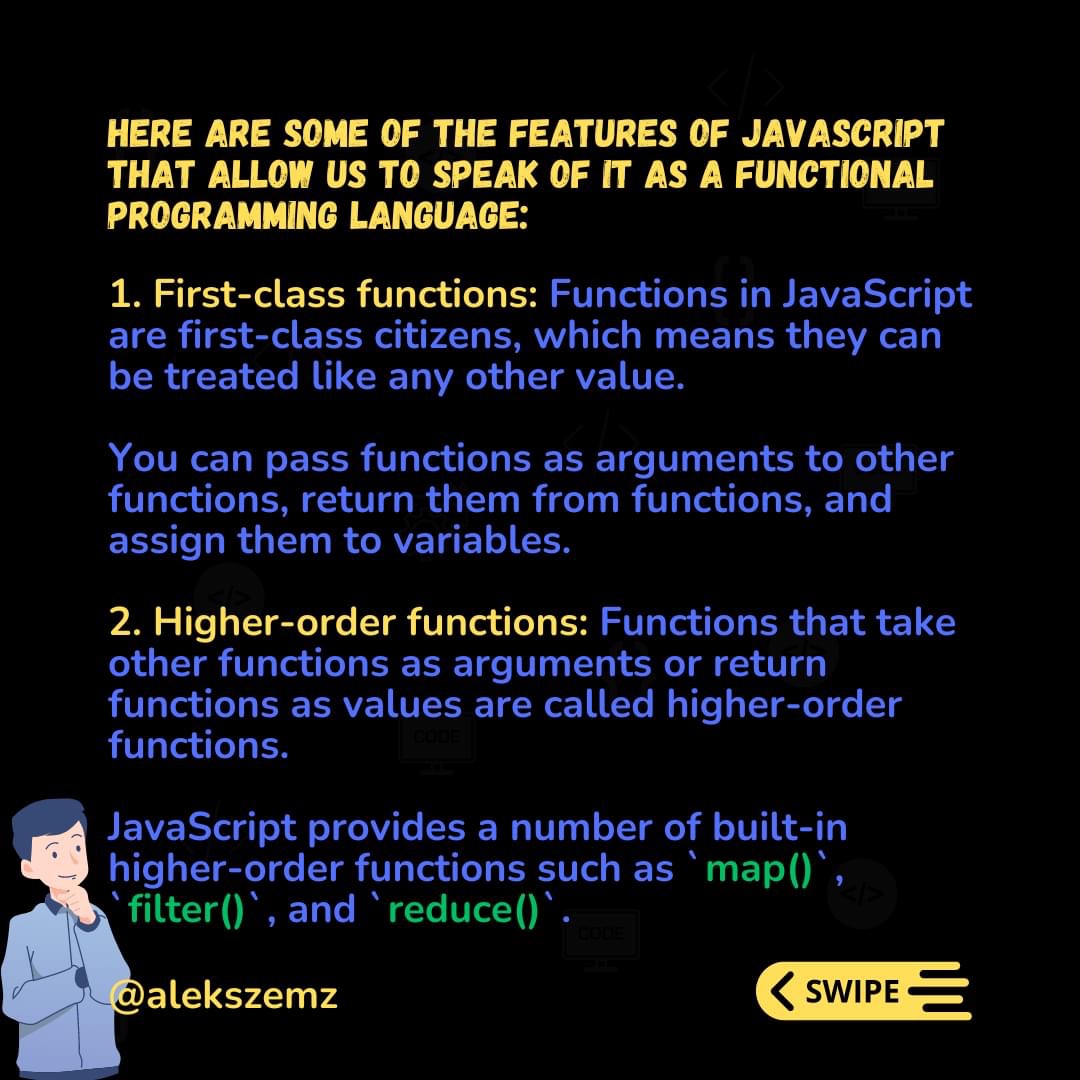 HERE ARE SOME OF THE FEATURES OF JAVASCRIPT
THAT ALLOW US TO SPEAK OF IT AS A FUNCTIONAL
PROGRAMMING LANGUAGE:
1. First-class functions: Functions in JavaScript
are first-class citizens, which means they can
be treated like any other value.
You can pass functions as arguments to other
functions, return them from functions, and
assign them to variables.
2. Higher-order functions: Functions that take
other functions as arguments or return
functions as values are called higher-order
functions.
CODE
JavaScript provides a number of built-in
higher-order functions such as `map()`,
`filter()`, and `reduce()`.
CODE
@alekszemz
SWIPE